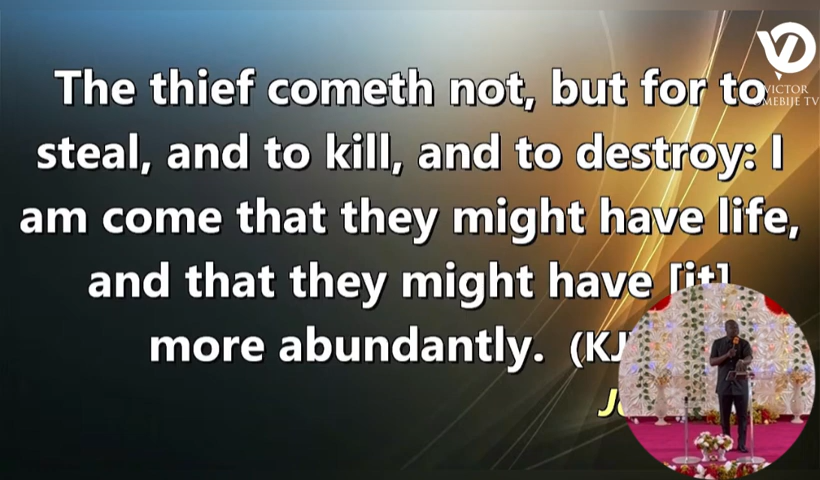 The thief cometh not, but for to
steal, and to kill, and to destroy: I
am come that they might have life,
and that they might have [it]
more abundantly. (KJ
VICTOR
OMEBIJE TV